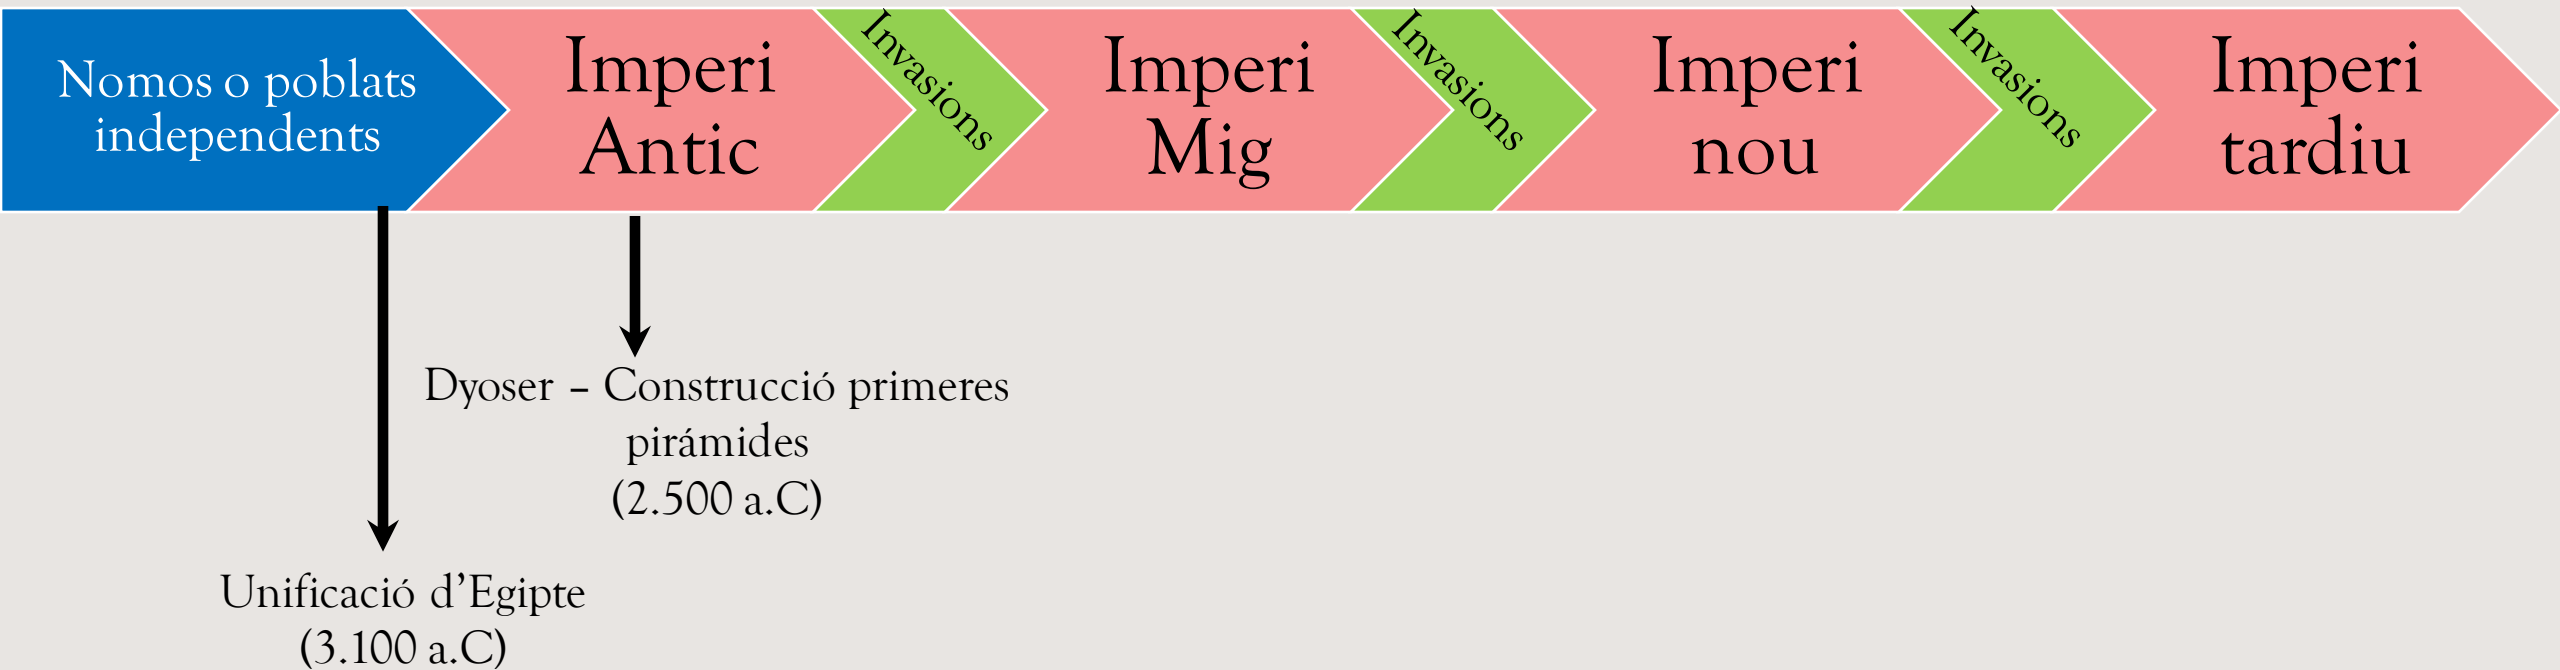 Nomos o poblats
independents
Imperi
Antic
Invasions
Imperi
Mig
Invasions
Imperi
nou
Invasions
Imperi
tardiu
Dyoser – Construcció primeres
pirámides
(2.500 a.C)
Unificació d’Egipte
(3.100 a.C)